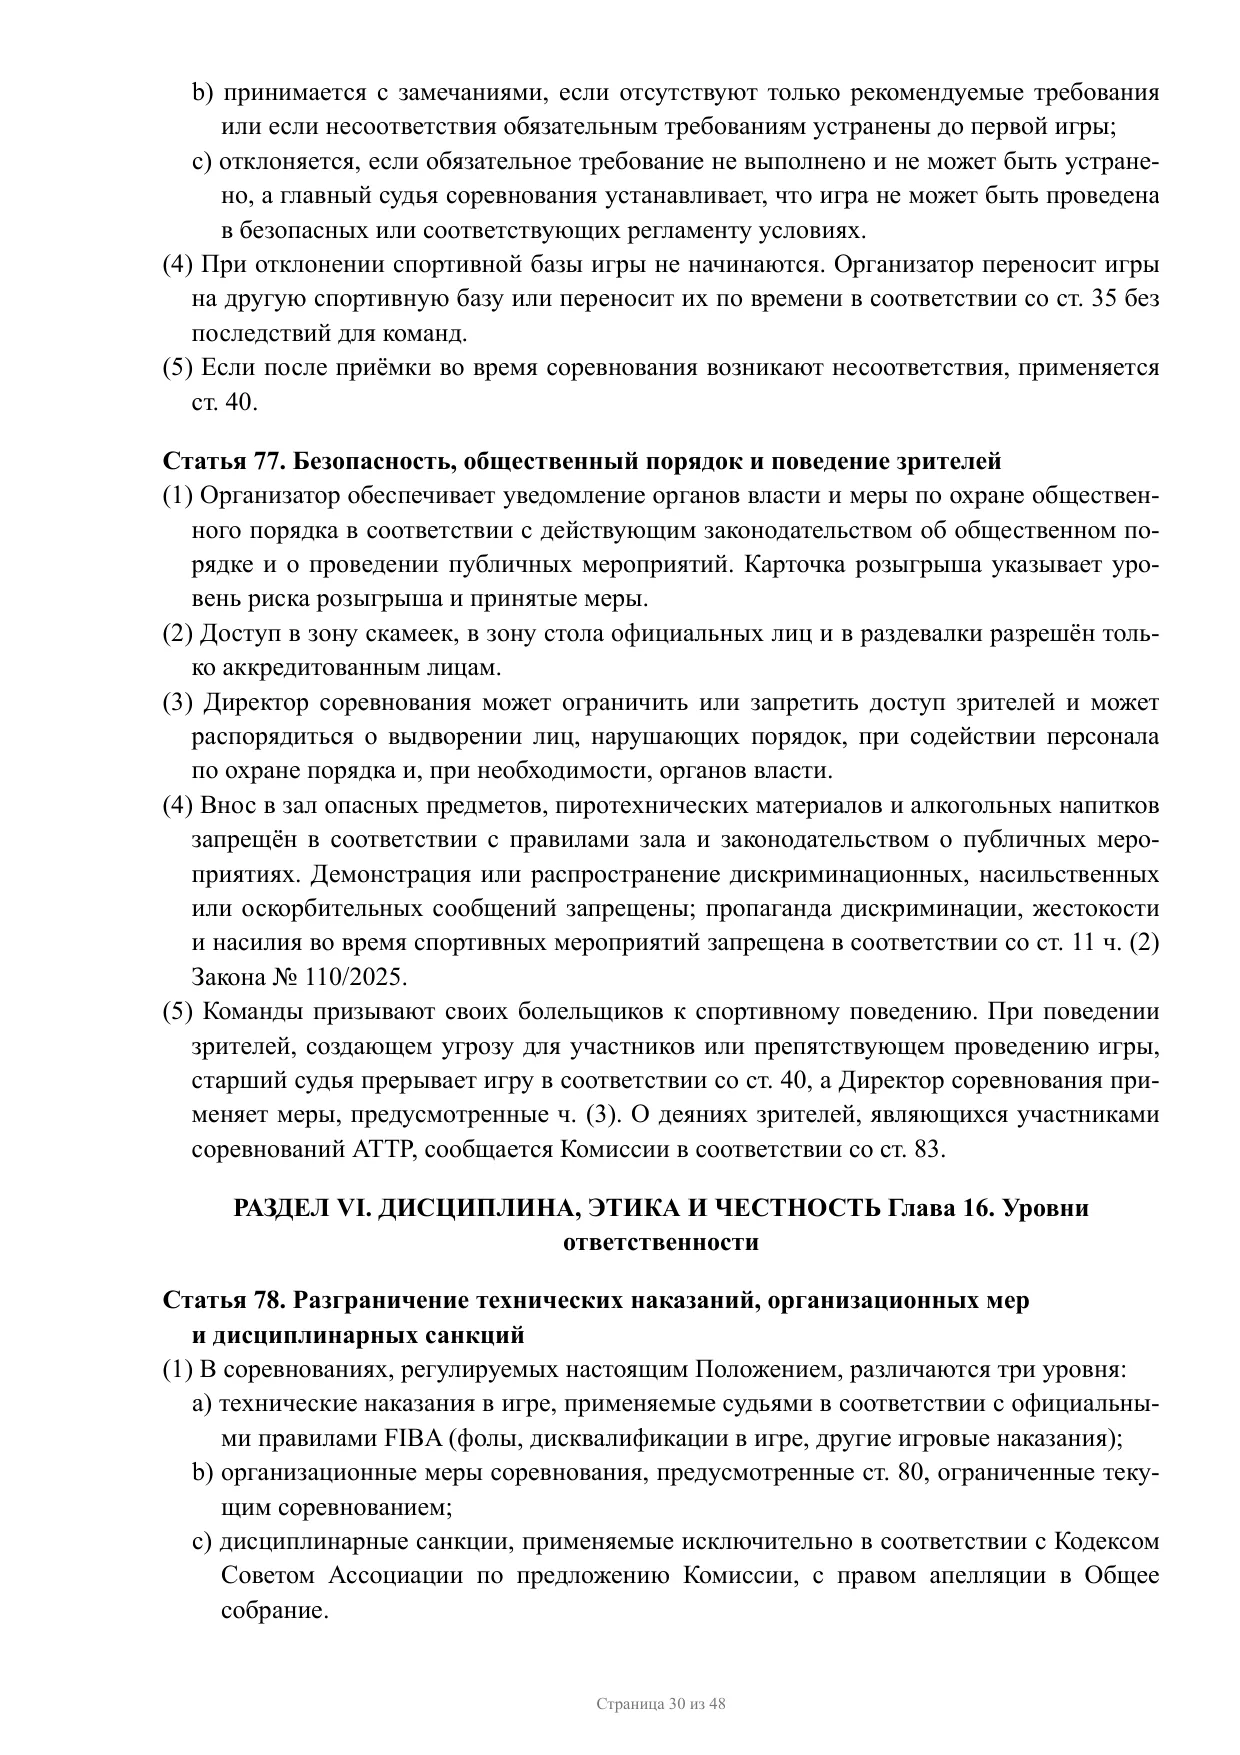 b) принимается с замечаниями, если отсутствуют только рекомендуемые требования
или если несоответствия обязательным требованиям устранены до первой игры;
c) отклоняется, если обязательное требование не выполнено и не может быть устране-
но, а главный судья соревнования устанавливает, что игра не может быть проведена
в безопасных или соответствующих регламенту условиях.
(4) При отклонении спортивной базы игры не начинаются. Организатор переносит игры
на другую спортивную базу или переносит их по времени в соответствии со ст. 35 без
последствий для команд.
(5) Если после приёмки во время соревнования возникают несоответствия, применяется
ст. 40.
Статья 77. Безопасность, общественный порядок и поведение зрителей
(1) Организатор обеспечивает уведомление органов власти и меры по охране обществен-
ного порядка в соответствии с действующим законодательством об общественном по-
рядке и о проведении публичных мероприятий. Карточка розыгрыша указывает уро-
вень риска розыгрыша и принятые меры.
(2) Доступ в зону скамеек, в зону стола официальных лиц и в раздевалки разрешён толь-
ко аккредитованным лицам.
(3) Директор соревнования может ограничить или запретить доступ зрителей и может
распорядиться о выдворении лиц, нарушающих порядок, при содействии персонала
по охране порядка и, при необходимости, органов власти.
(4) Внос в зал опасных предметов, пиротехнических материалов и алкогольных напитков
запрещён в соответствии с правилами зала и законодательством о публичных меро-
приятиях. Демонстрация или распространение дискриминационных, насильственных
или оскорбительных сообщений запрещены; пропаганда дискриминации, жестокости
и насилия во время спортивных мероприятий запрещена в соответствии со ст. 11 ч. (2)
Закона № 110/2025.
(5) Команды призывают своих болельщиков к спортивному поведению. При поведении
зрителей, создающем угрозу для участников или препятствующем проведению игры,
старший судья прерывает игру в соответствии со ст. 40, а Директор соревнования при-
меняет меры, предусмотренные ч. (3). О деяниях зрителей, являющихся участниками
соревнований АТТР, сообщается Комиссии в соответствии со ст. 83.
РАЗДЕЛ VI. ДИСЦИПЛИНА, ЭТИКА И ЧЕСТНОСТЬ Глава 16. Уровни
ответственности
Статья 78. Разграничение технических наказаний, организационных мер
и дисциплинарных санкций
(1) В соревнованиях, регулируемых настоящим Положением, различаются три уровня:
a) технические наказания в игре, применяемые судьями в соответствии с официальны-
ми правилами FIBA (фолы, дисквалификации в игре, другие игровые наказания);
b) организационные меры соревнования, предусмотренные ст. 80, ограниченные теку-
щим соревнованием;
c) дисциплинарные санкции, применяемые исключительно в соответствии с Кодексом
Советом Ассоциации по предложению Комиссии, с правом апелляции в Общее
собрание.
Страница 30 из 48